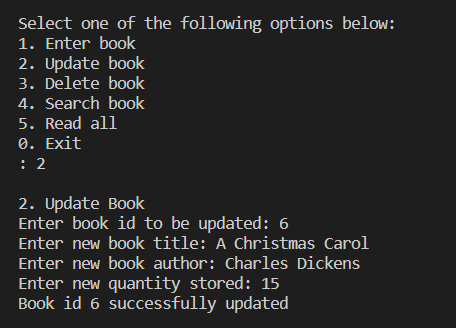 Select one of the following options below:
1. Enter book
2. Update book
3. Delete book
4. Search book
5. Read all
0. Exit
: 2
2. Update Book
Enter book id to be updated: 6
Enter new book title: A Christmas Carol
Enter new book author: Charles Dickens
Enter new quantity stored: 15
Book id 6 successfully updated